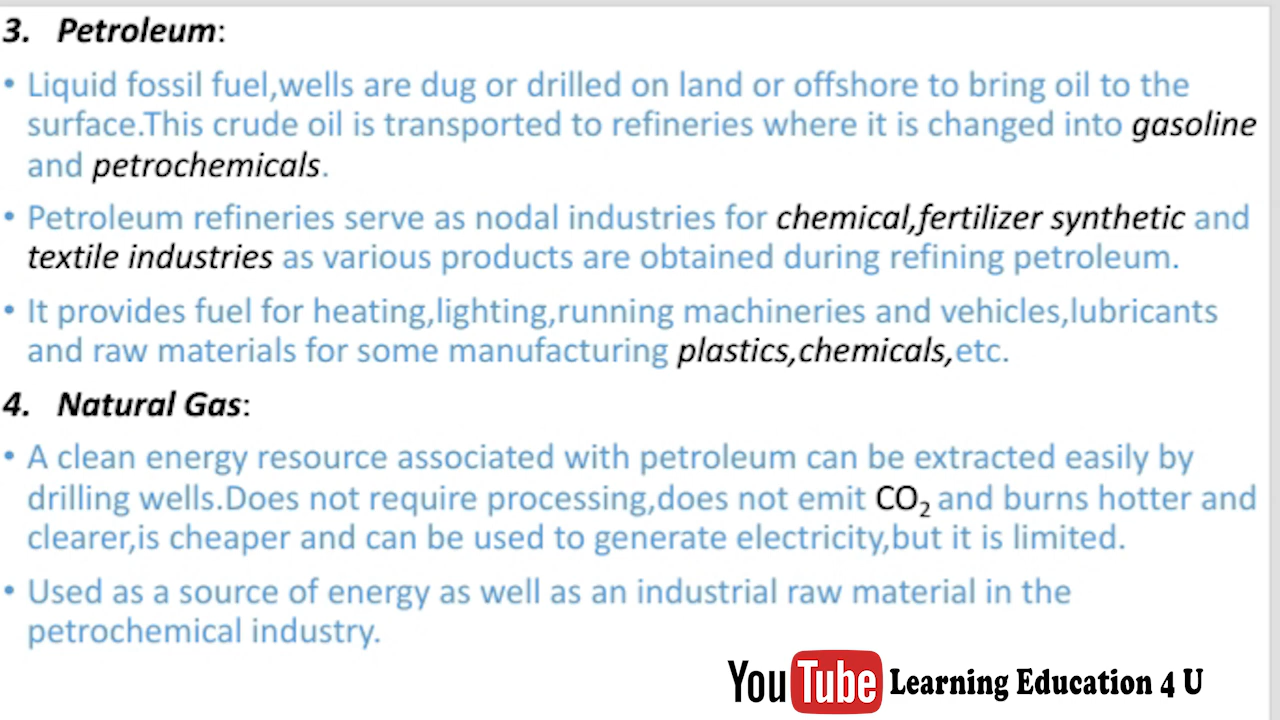 3. Petroleum:
• Liquid fossil fuel,wells are dug or drilled on land or offshore to bring oil to the
surface.This crude oil is transported to refineries where it is changed into gasoline
and petrochemicals.
• Petroleum refineries serve as nodal industries for chemical,fertilizer synthetic and
textile industries as various products are obtained during refining petroleum.
• It provides fuel for heating,lighting,running machineries and vehicles,lubricants
and raw materials for some manufacturing plastics,chemicals,etc.
4. Natural Gas:
• A clean energy resource associated with petroleum can be extracted easily by
drilling wells.Does not require processing,does not emit CO₂ and burns hotter and
clearer,is cheaper and can be used to generate electricity,but it is limited.
• Used as a source of energy as well as an industrial raw material in the
petrochemical industry.
YouTube Learning Education 4 U